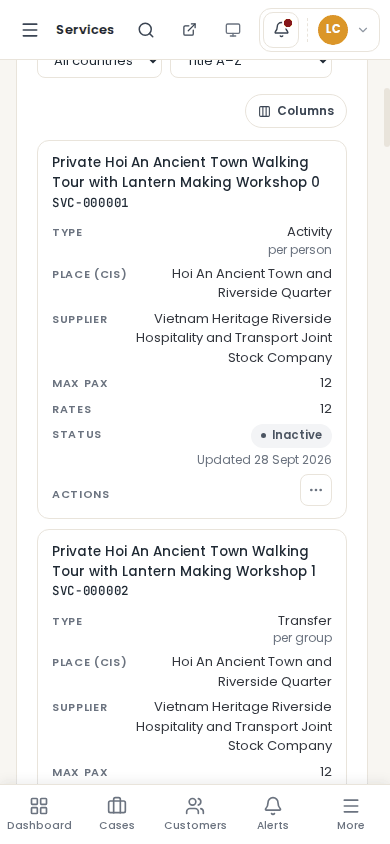 Services
LC
All countries
Title A–Z
Columns
Private Hoi An Ancient Town Walking
Tour with Lantern Making Workshop 0
SVC-000001
TYPE
Activity
per person
PLACE (CIS)
Hoi An Ancient Town and
Riverside Quarter
SUPPLIER
Vietnam Heritage Riverside
Hospitality and Transport Joint
Stock Company
MAX PAX
12
RATES
12
STATUS
Inactive
Updated 28 Sept 2026
ACTIONS
Private Hoi An Ancient Town Walking
Tour with Lantern Making Workshop 1
SVC-000002
TYPE
Transfer
per group
PLACE (CIS)
Hoi An Ancient Town and
Riverside Quarter
SUPPLIER
Vietnam Heritage Riverside
Hospitality and Transport Joint
Stock Company
MAX PAX
12
Dashboard
Cases
Customers
Alerts
More